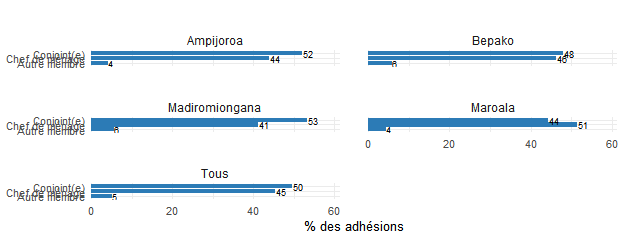 Ampijoroa
Bepako
Conjoint(e) 52 48
Chef de ménage 44 46
Autre membre 4 6
Madiromiongana
Maroala
Conjoint(e) 53 44
Chef de ménage 41 51
Autre membre 6 4
0 20 40 60
Tous
Conjoint(e) 50
Chef de ménage 45
Autre membre 5
0 20 40 60
% des adhésions